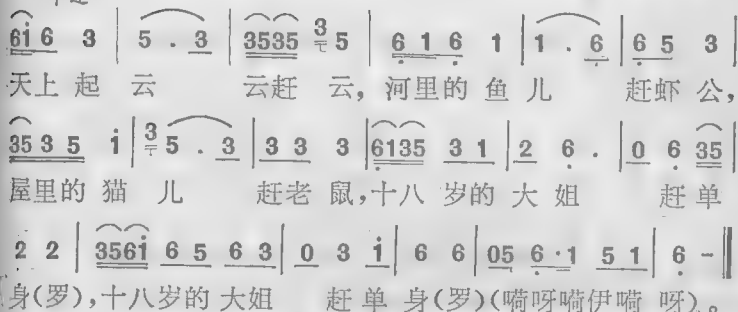 6i 6 3 | 5 . 3 | 3535 3 5 | 6 1 6 1 | 1 . 6 | 6 5 3 |
天上 起 云 云赶 云, 河里的 鱼 儿 赶虾 公,
35 3 5 i | 3 5 . 3 | 3 3 3 | 6135 3 1 | 2 6 . | 0 6 35 |
屋里的 猫 儿 赶老 鼠,十八 岁的 大 姐 赶 单
2 2 | 3561 6 5 6 3 | 0 3 i | 6 6 | 05 6 ·1 5 1 | 6 - ‖
身(罗),十八岁的 大姐 赶 单 身(罗)(嗬呀嗬伊嗬 呀)。